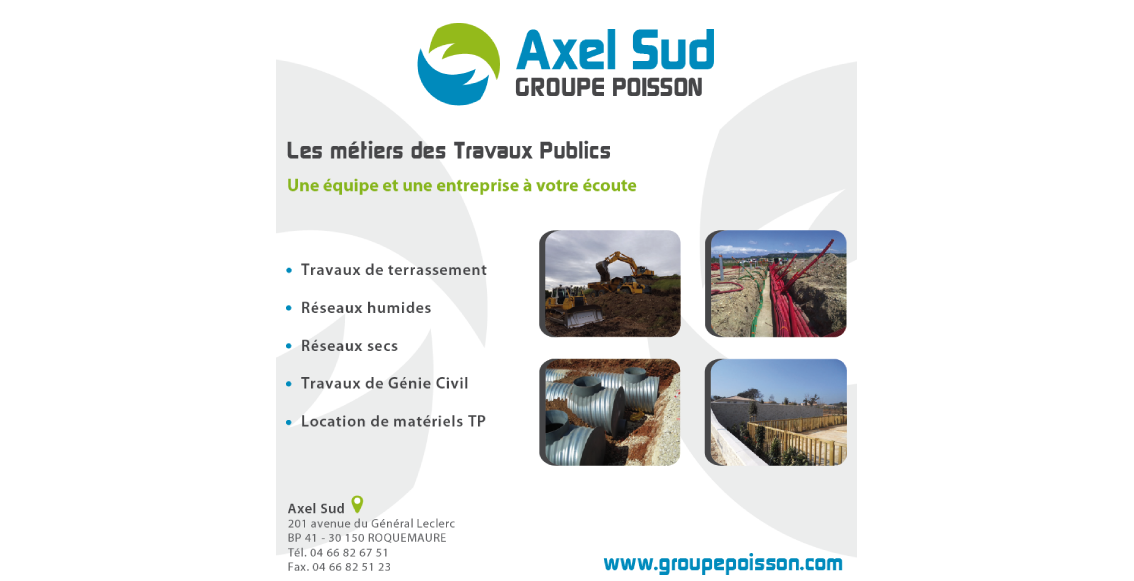 Axel Sud
GROUPE POISSON
Les métiers des Travaux Publics
Une équipe et une entreprise à votre écoute
• Travaux de terrassement
• Réseaux humides
• Réseaux secs
• Travaux de Génie Civil
• Location de matériels TP
Axel Sud
201 avenue du Général Leclerc
BP 41 - 30 150 ROQUEMAURE
Tél. 04 66 82 67 51
Fax. 04 66 82 51 23
www.groupepoisson.com